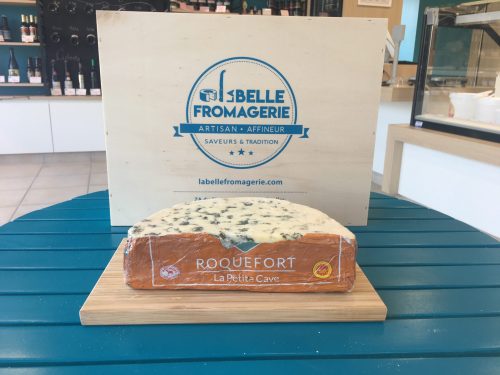 la BELLE
FROMAGERIE
ARTISAN • AFFINEUR
SAVEURS & TRADITION
labellefromagerie.com
ROQUEFORT
La Petite Cave